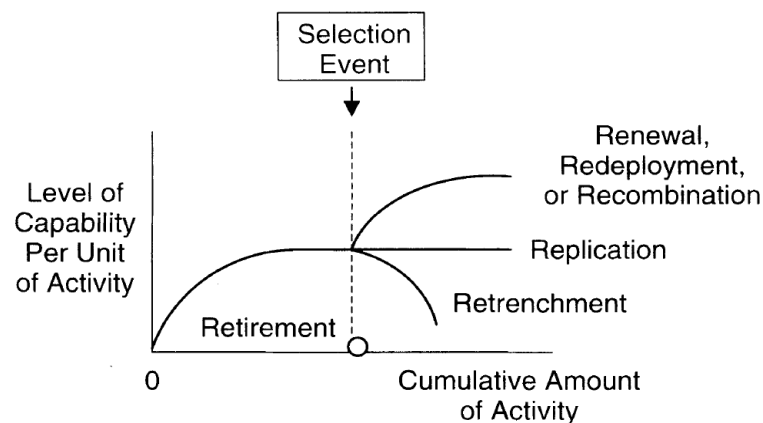 Selection
Event
Renewal,
Redeployment,
or Recombination
Level of
Capability
Per Unit
of Activity
Replication
Retrenchment
Retirement
0
Cumulative Amount
of Activity